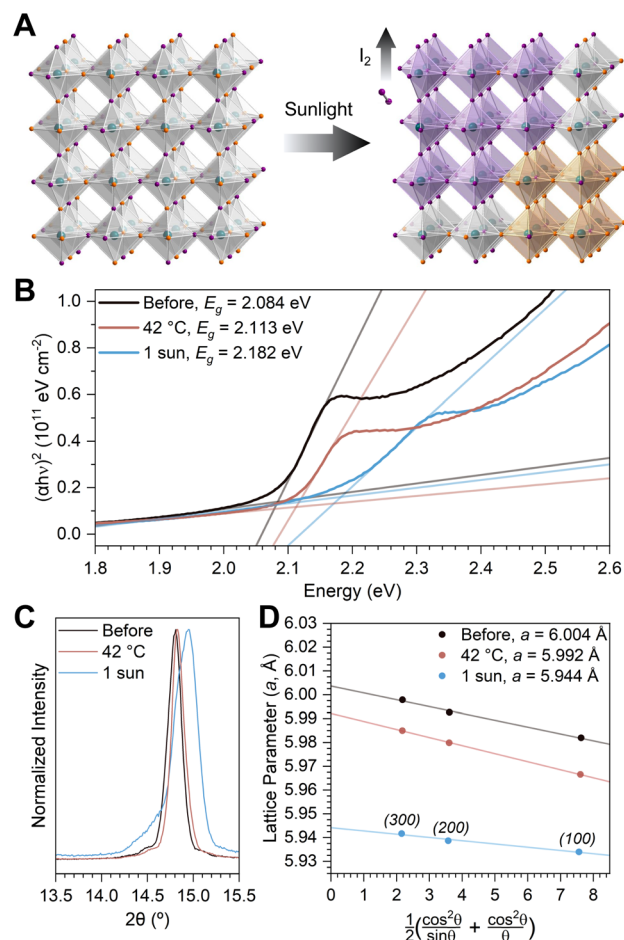 A
Sunlight
I₂
B
Before, E_g = 2.084 eV
42 °C, E_g = 2.113 eV
1 sun, E_g = 2.182 eV
(αhν)² (10¹¹ eV cm⁻²)
1.0
0.8
0.6
0.4
0.2
0.0
1.8 1.9 2.0 2.1 2.2 2.3 2.4 2.5 2.6
Energy (eV)
C
Before
42 °C
1 sun
Normalized Intensity
13.5 14.0 14.5 15.0 15.5
2θ (º)
D
Before, a = 6.004 Å
42 °C, a = 5.992 Å
1 sun, a = 5.944 Å
Lattice Parameter (a, Å)
6.03
6.02
6.01
6.00
5.98
5.97
5.96
5.95
5.94
5.93
(300) (200) (100)
0 1 2 3 4 5 6 7 8
1/2(cos²θ/sinθ + cos²θ/θ)